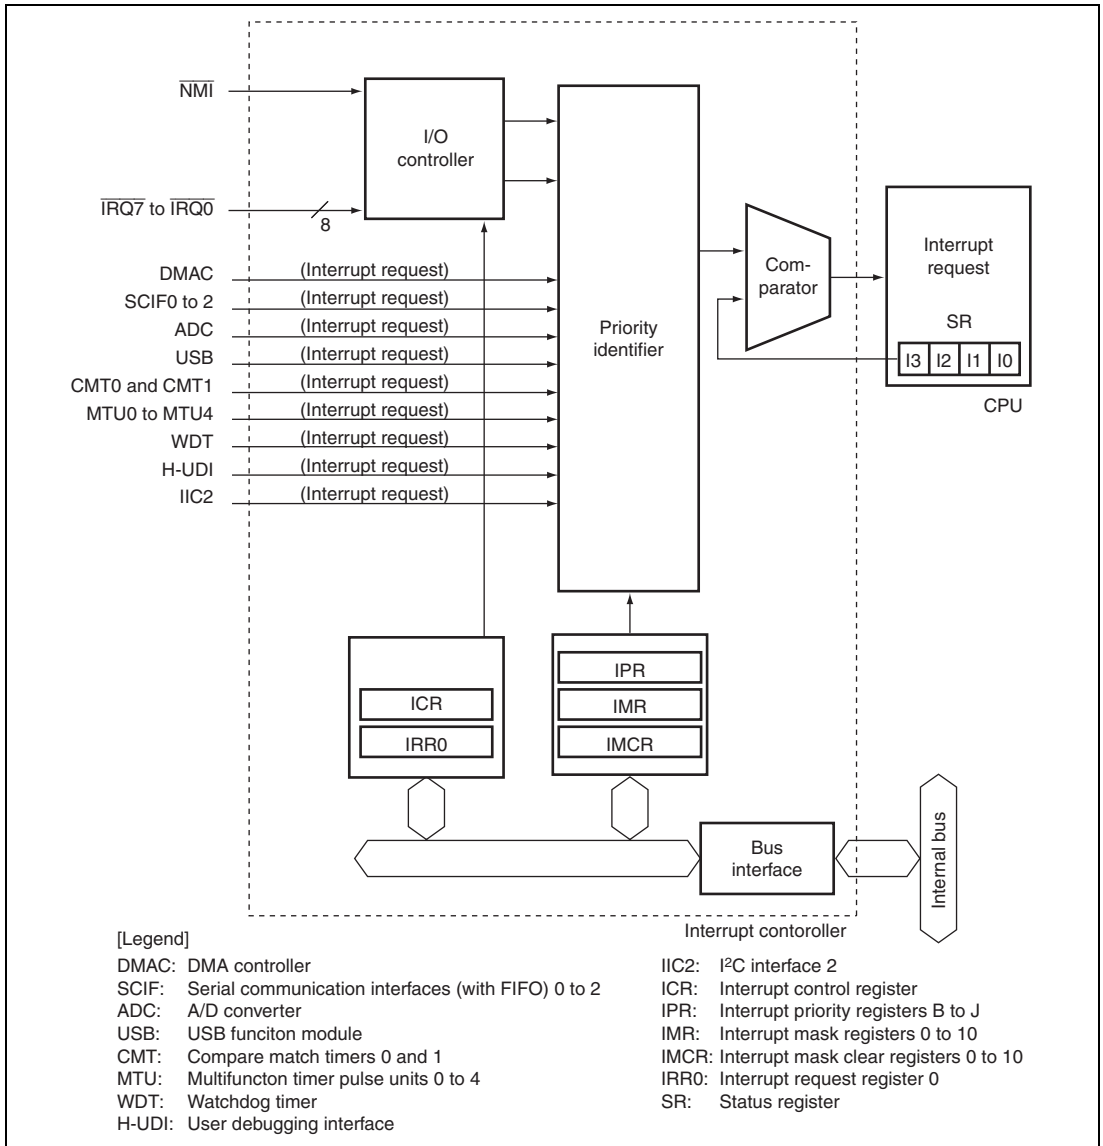 NMI
I/O
controller
IRQ7 to IRQ0
8
DMAC (Interrupt request)
SCIF0 to 2 (Interrupt request)
ADC (Interrupt request)
USB (Interrupt request)
CMT0 and CMT1 (Interrupt request)
MTU0 to MTU4 (Interrupt request)
WDT (Interrupt request)
H-UDI (Interrupt request)
IIC2 (Interrupt request)
Priority
identifier
Com-
parator
Interrupt
request
SR
I3 I2 I1 I0
CPU
ICR
IRR0
IPR
IMR
IMCR
Bus
interface
Internal bus
Interrupt contoroller
[Legend]
DMAC: DMA controller
SCIF: Serial communication interfaces (with FIFO) 0 to 2
ADC: A/D converter
USB: USB funciton module
CMT: Compare match timers 0 and 1
MTU: Multifuncton timer pulse units 0 to 4
WDT: Watchdog timer
H-UDI: User debugging interface
IIC2: I²C interface 2
ICR: Interrupt control register
IPR: Interrupt priority registers B to J
IMR: Interrupt mask registers 0 to 10
IMCR: Interrupt mask clear registers 0 to 10
IRR0: Interrupt request register 0
SR: Status register